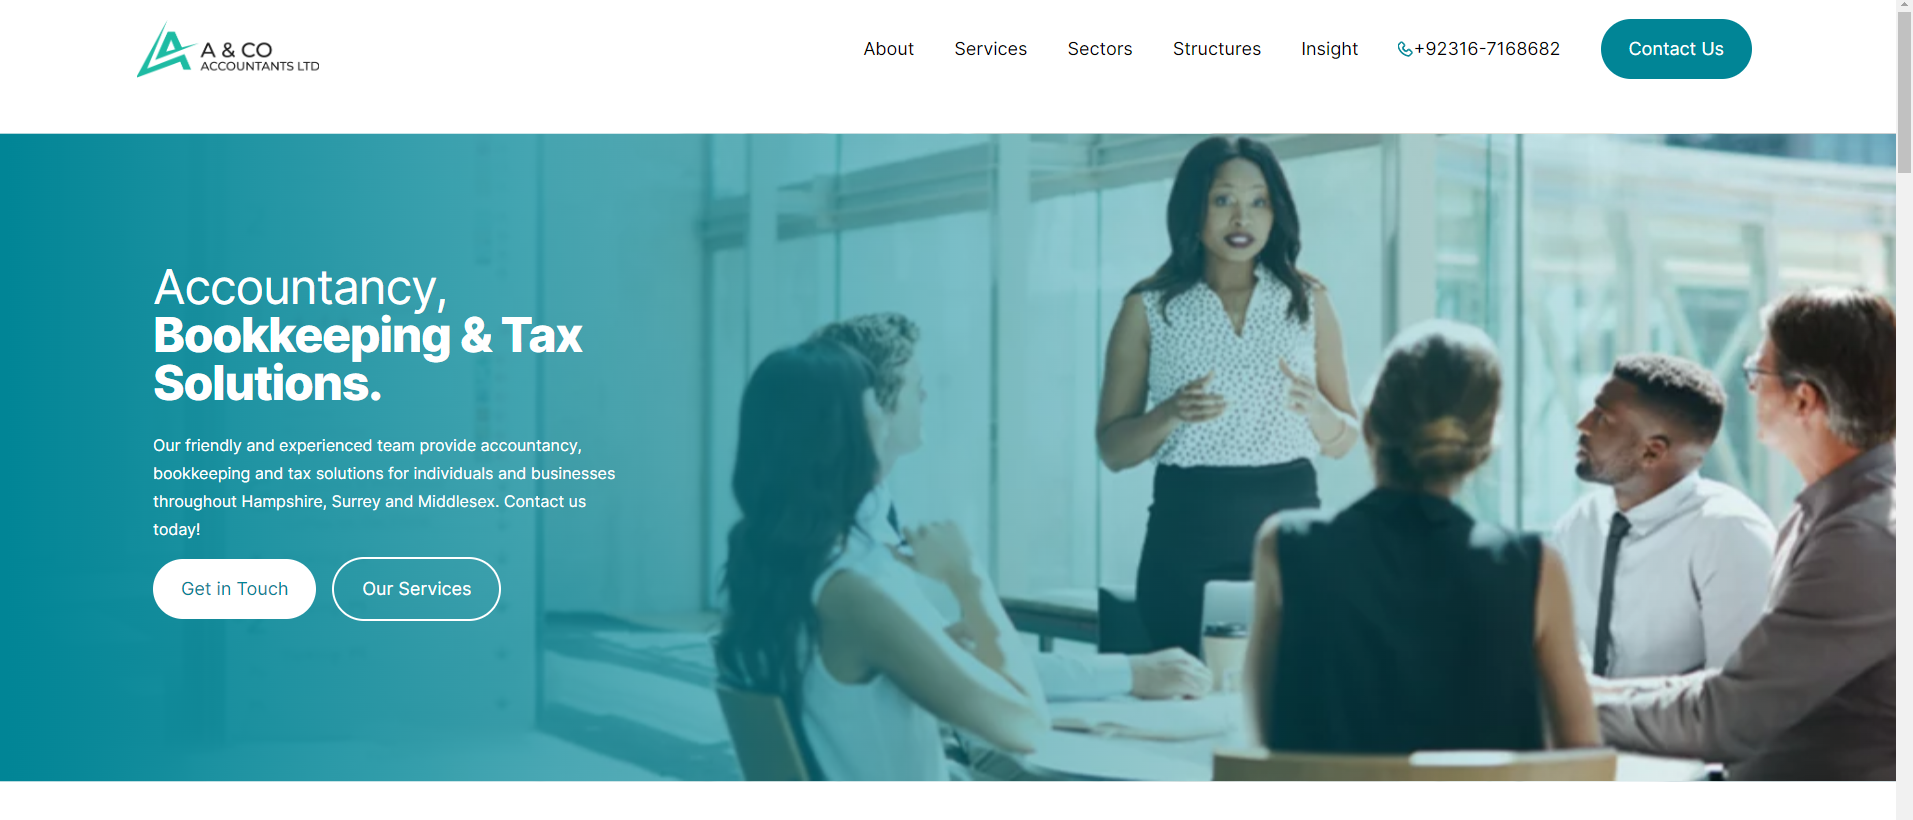 A & CO
ACCOUNTANTS LTD
About
Services
Sectors
Structures
Insight
+92316-7168682
Contact Us
Accountancy,
Bookkeeping & Tax
Solutions.
Our friendly and experienced team provide accountancy,
bookkeeping and tax solutions for individuals and businesses
throughout Hampshire, Surrey and Middlesex. Contact us
today!
Get in Touch
Our Services